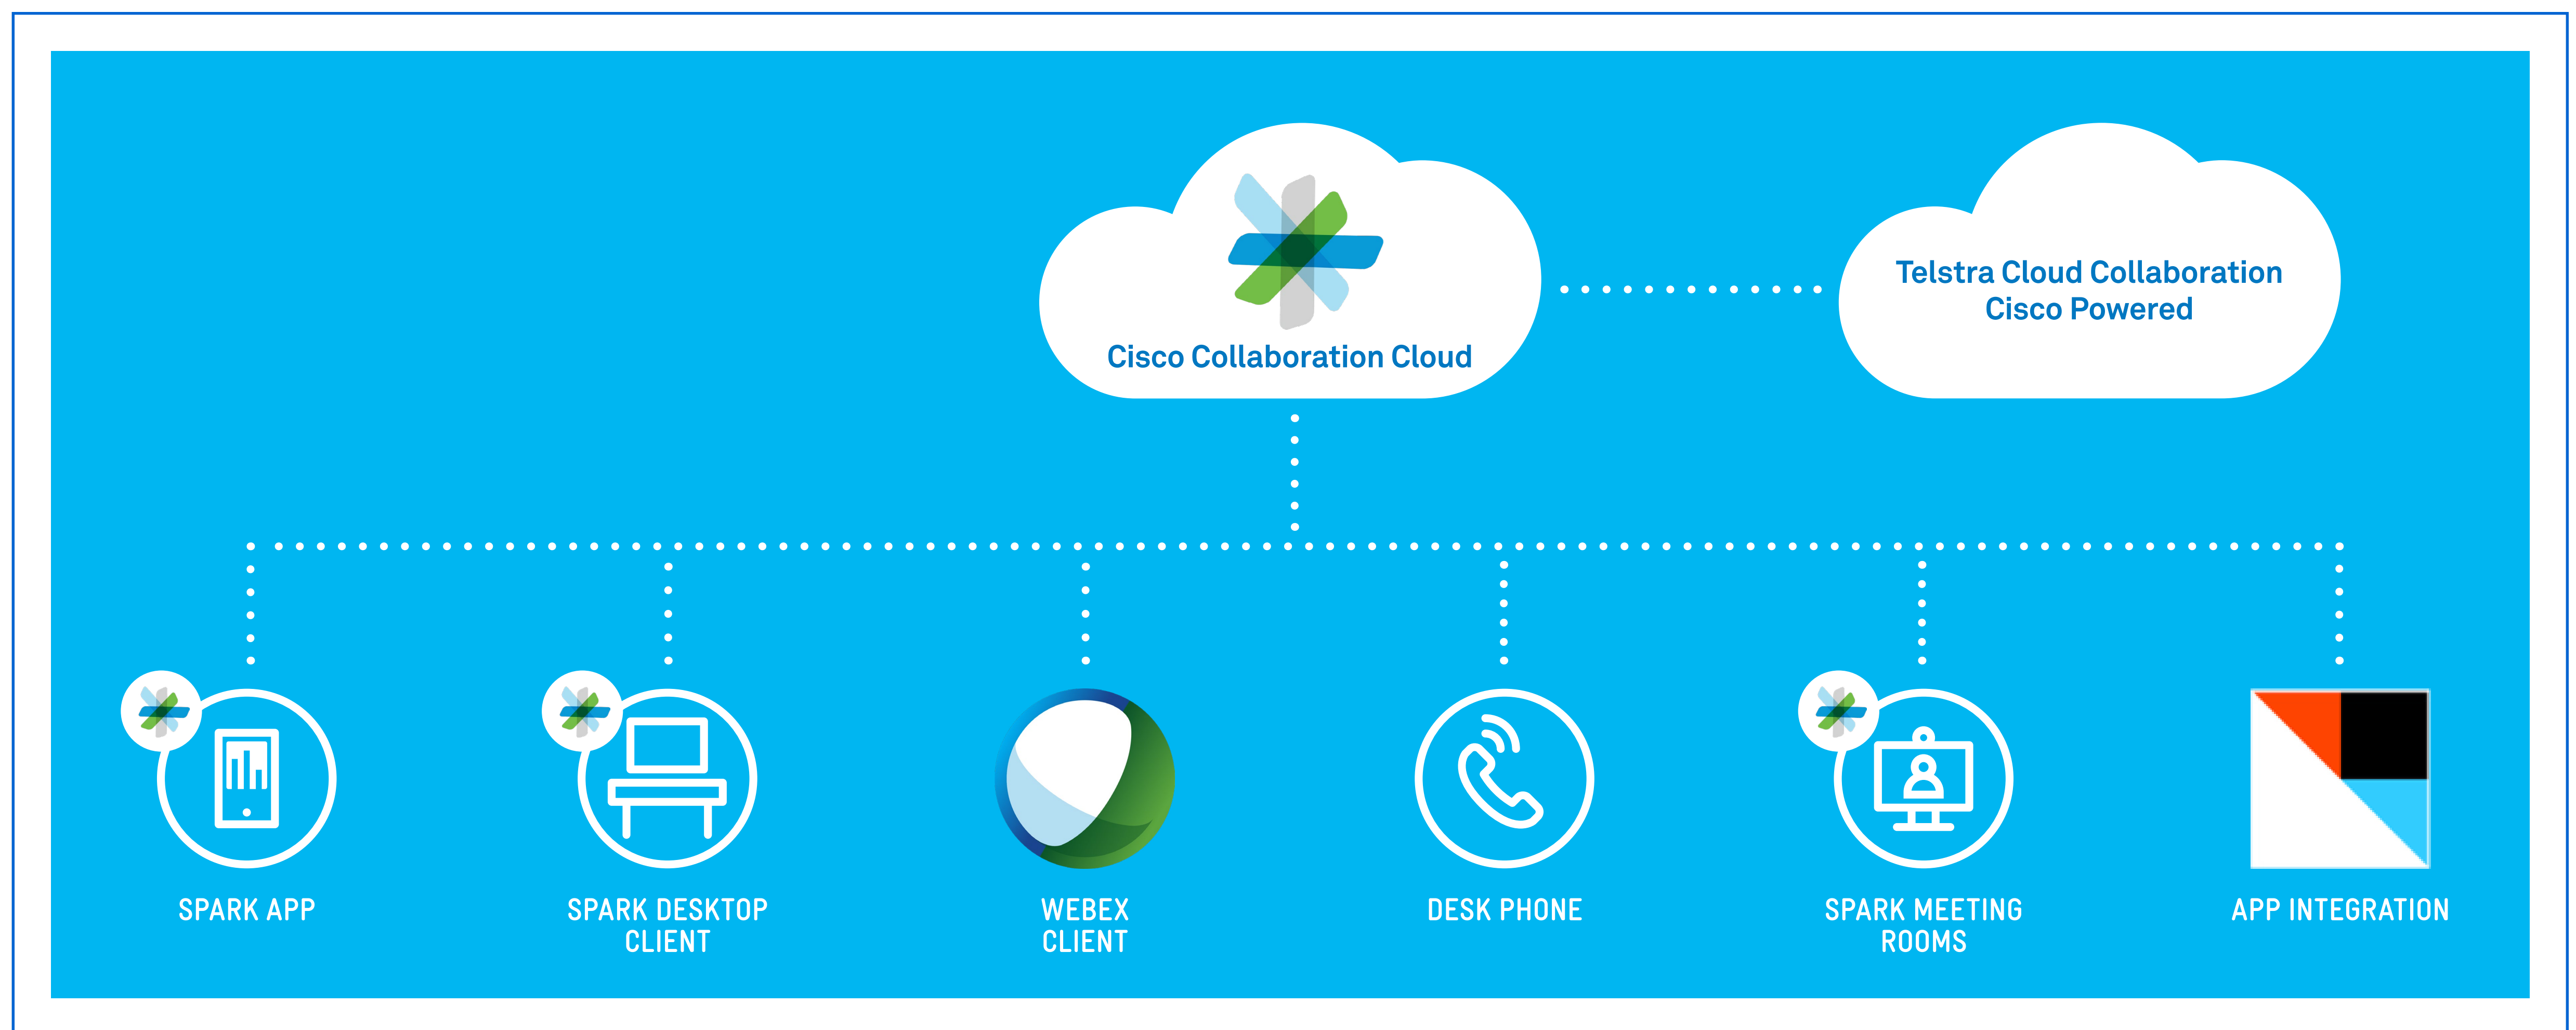 Cisco Collaboration Cloud
Telstra Cloud Collaboration
Cisco Powered
SPARK APP
SPARK DESKTOP
CLIENT
WEBEX
CLIENT
DESK PHONE
SPARK MEETING
ROOMS
APP INTEGRATION